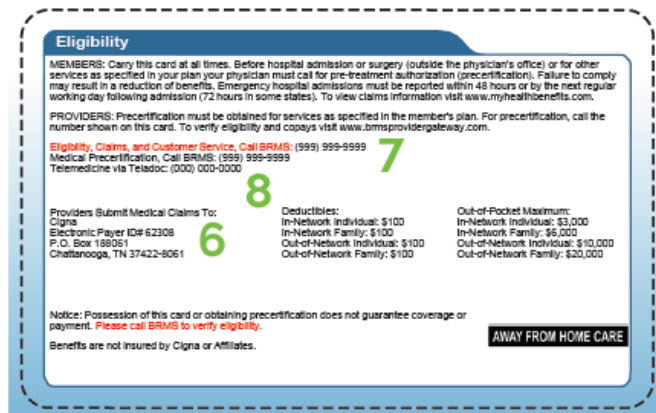 Eligibility
MEMBERS: Carry this card at all times. Before hospital admission or surgery (outside the physician's office) or for other
services as specified in your plan your physician must call for pre-treatment authorization (precertification). Failure to comply
may result in a reduction of benefits. Emergency hospital admissions must be reported within 48 hours or by the next regular
working day following admission (72 hours in some states). To view claims information visit www.myhealthbenefits.com.
PROVIDERS: Precertification must be obtained for services as specified in the member's plan. For precertification, call the
number shown on this card. To verify eligibility and copays visit www.brmsprovidergateway.com.
Eligibility, Claims, and Customer Service, Call BRMS: (999) 999-9999
7
Medical Precertification, Call BRMS: (999) 999-9999
Telemedicine via Teladoc: (000) 000-0000
8
Providers Submit Medical Claims To:
Cigna
Electronic Payer ID# 62308
P.O. Box 188061
Chattanooga, TN 37422-8061
6
Deductibles:
In-Network Individual: $100
In-Network Family: $100
Out-of-Network Individual: $100
Out-of-Network Family: $100
Out-of-Pocket Maximum:
In-Network Individual: $3,000
In-Network Family: $6,000
Out-of-Network Individual: $10,000
Out-of-Network Family: $20,000
Notice: Possession of this card or obtaining precertification does not guarantee coverage or
payment. Please call BRMS to verify eligibility.
Benefits are not insured by Cigna or Affiliates.
AWAY FROM HOME CARE